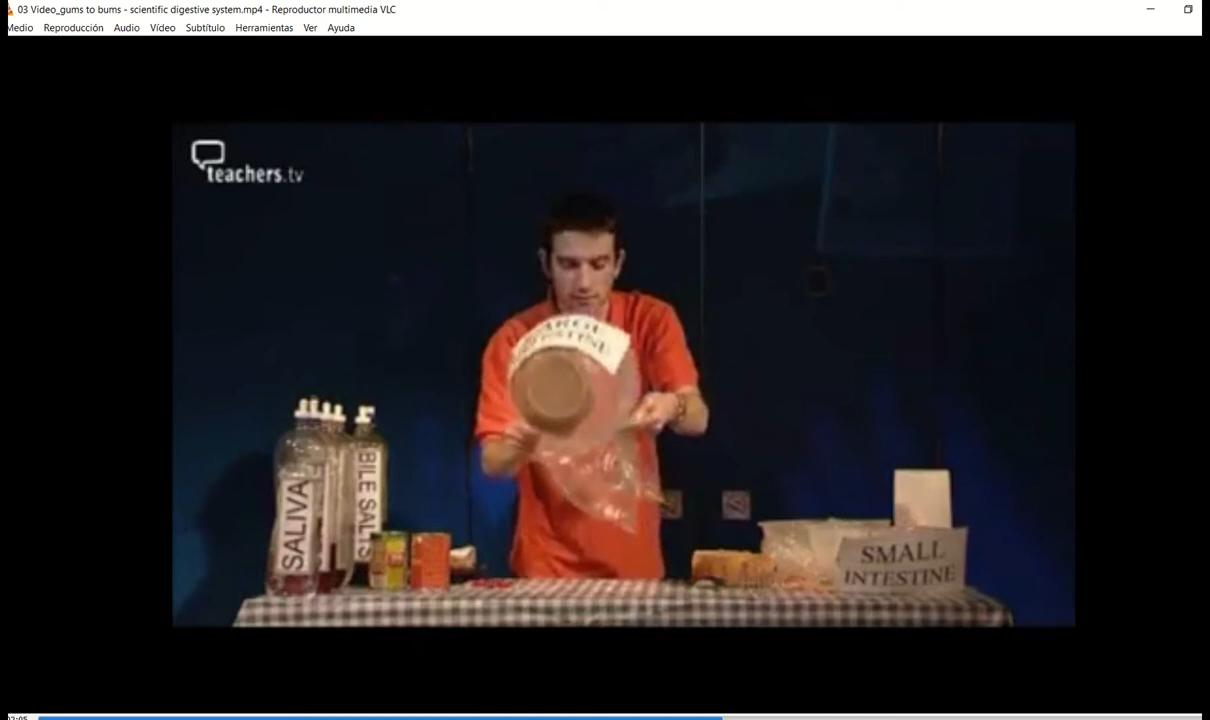 03 Video_gums to bums - scientific digestive system.mp4 - Reproductor multimedia VLC
Medio Reproducción Audio Vídeo Subtítulo Herramientas Ver Ayuda
teachers.tv
SALIVA
BILE SALTS
SMALL
INTESTINE